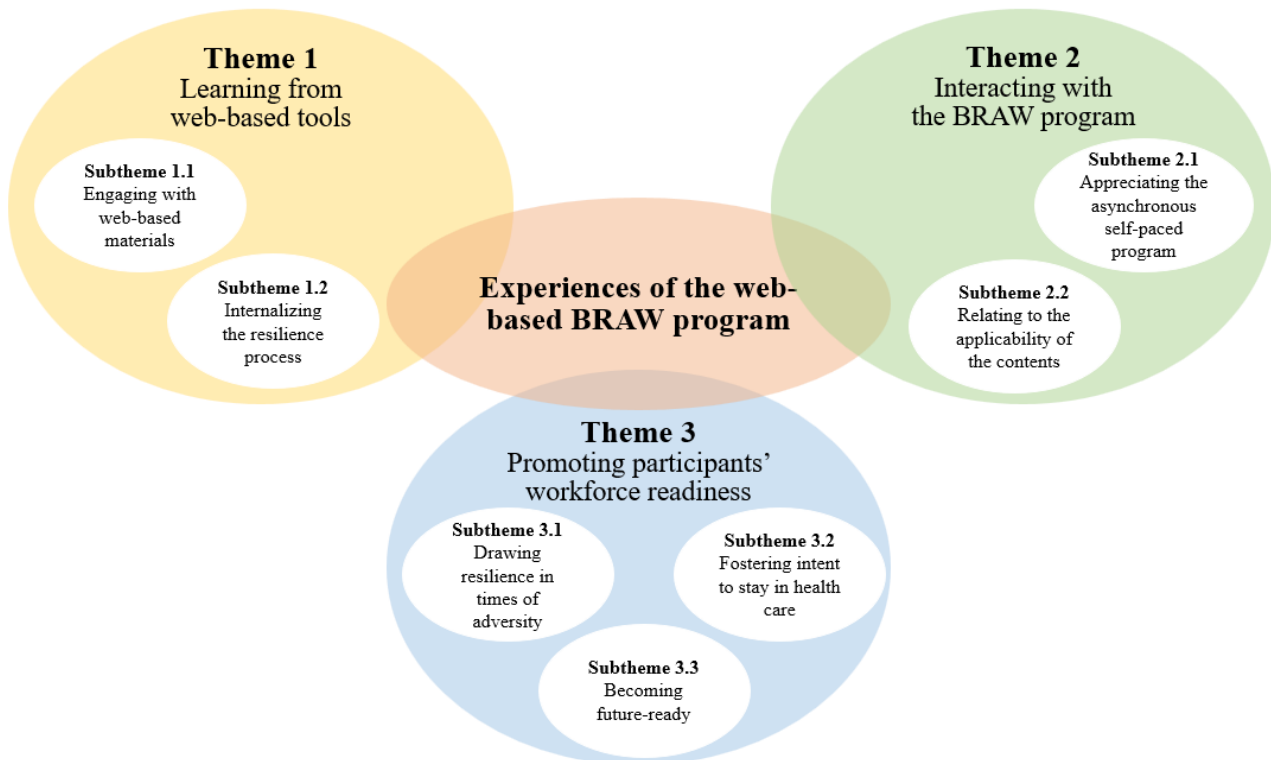 Theme 1
Learning from
web-based tools
Subtheme 1.1
Engaging with
web-based
materials
Subtheme 1.2
Internalizing
the resilience
process
Theme 2
Interacting with
the BRAW program
Subtheme 2.1
Appreciating the
asynchronous
self-paced
program
Subtheme 2.2
Relating to the
applicability of
the contents
Experiences of the web-
based BRAW program
Theme 3
Promoting participants’
workforce readiness
Subtheme 3.1
Drawing
resilience in
times of
adversity
Subtheme 3.2
Fostering intent
to stay in health
care
Subtheme 3.3
Becoming
future-ready